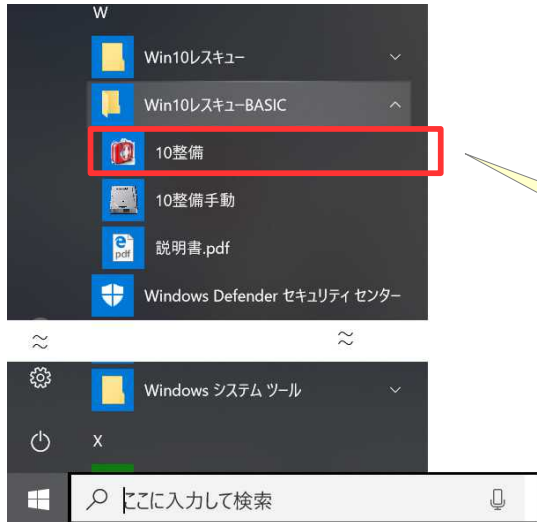 W
Win10レスキュー
Win10レスキューBASIC
10整備
10整備手動
説明書.pdf
Windows Defender セキュリティ センター
≈ ≈
Windows システム ツール
X
ここに入力して検索